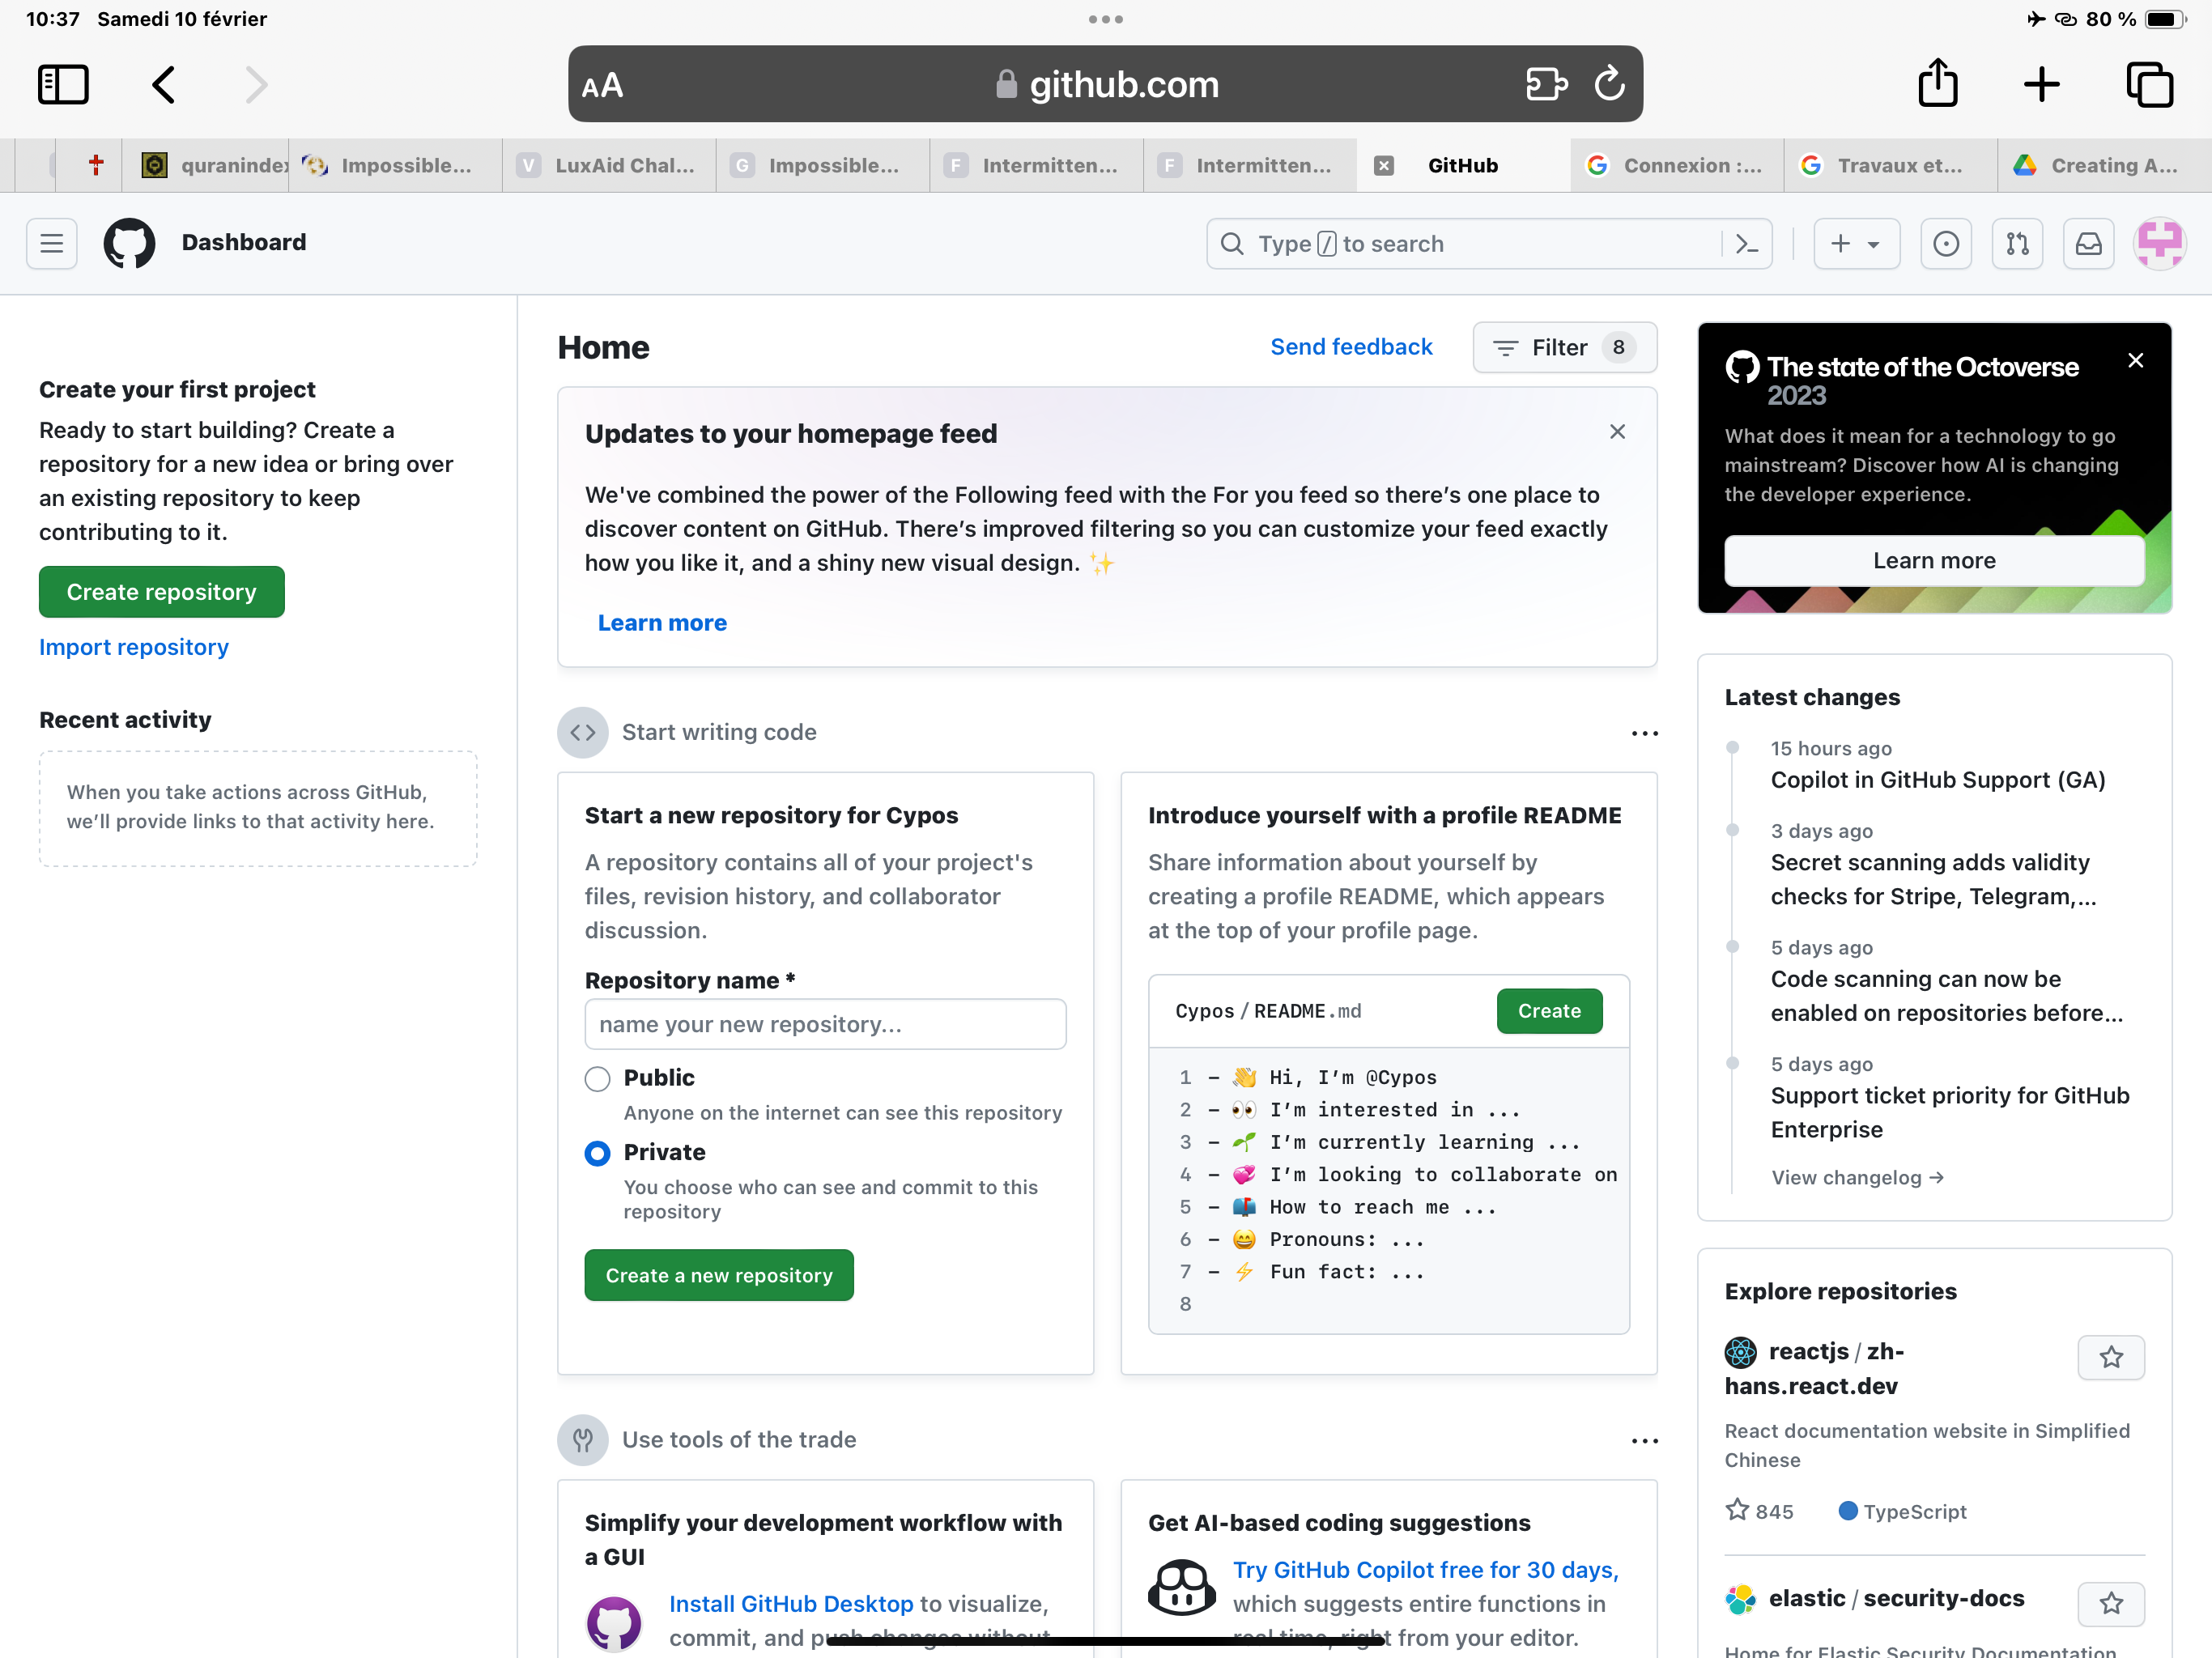 10:37 Samedi 10 février
80 %
AA
github.com
quranindex
Impossible...
LuxAid Chal...
Impossible...
Intermitten...
Intermitten...
GitHub
Connexion :...
Travaux et...
Creating A...
Dashboard
Type / to search
Create your first project
Ready to start building? Create a
repository for a new idea or bring over
an existing repository to keep
contributing to it.
Create repository
Import repository
Recent activity
When you take actions across GitHub,
we’ll provide links to that activity here.
Home
Send feedback
Filter 8
Updates to your homepage feed
We've combined the power of the Following feed with the For you feed so there’s one place to
discover content on GitHub. There’s improved filtering so you can customize your feed exactly
how you like it, and a shiny new visual design. ✨
Learn more
Start writing code
Start a new repository for Cypos
A repository contains all of your project's
files, revision history, and collaborator
discussion.
Repository name *
name your new repository...
Public
Anyone on the internet can see this repository
Private
You choose who can see and commit to this
repository
Create a new repository
Introduce yourself with a profile README
Share information about yourself by
creating a profile README, which appears
at the top of your profile page.
Cypos / README.md
Create
1 - 👋 Hi, I’m @Cypos
2 - 👀 I’m interested in ...
3 - 🌱 I’m currently learning ...
4 - 💞️ I’m looking to collaborate on
5 - 📫 How to reach me ...
6 - 😄 Pronouns: ...
7 - ⚡ Fun fact: ...
8
Use tools of the trade
Simplify your development workflow with
a GUI
Install GitHub Desktop to visualize,
commit, and push changes without
Get AI-based coding suggestions
Try GitHub Copilot free for 30 days,
which suggests entire functions in
real time, right from your editor.
The state of the Octoverse
2023
What does it mean for a technology to go
mainstream? Discover how AI is changing
the developer experience.
Learn more
Latest changes
15 hours ago
Copilot in GitHub Support (GA)
3 days ago
Secret scanning adds validity
checks for Stripe, Telegram,...
5 days ago
Code scanning can now be
enabled on repositories before...
5 days ago
Support ticket priority for GitHub
Enterprise
View changelog →
Explore repositories
reactjs / zh-
hans.react.dev
React documentation website in Simplified
Chinese
845 TypeScript
elastic / security-docs
Home for Elastic Security Documentation